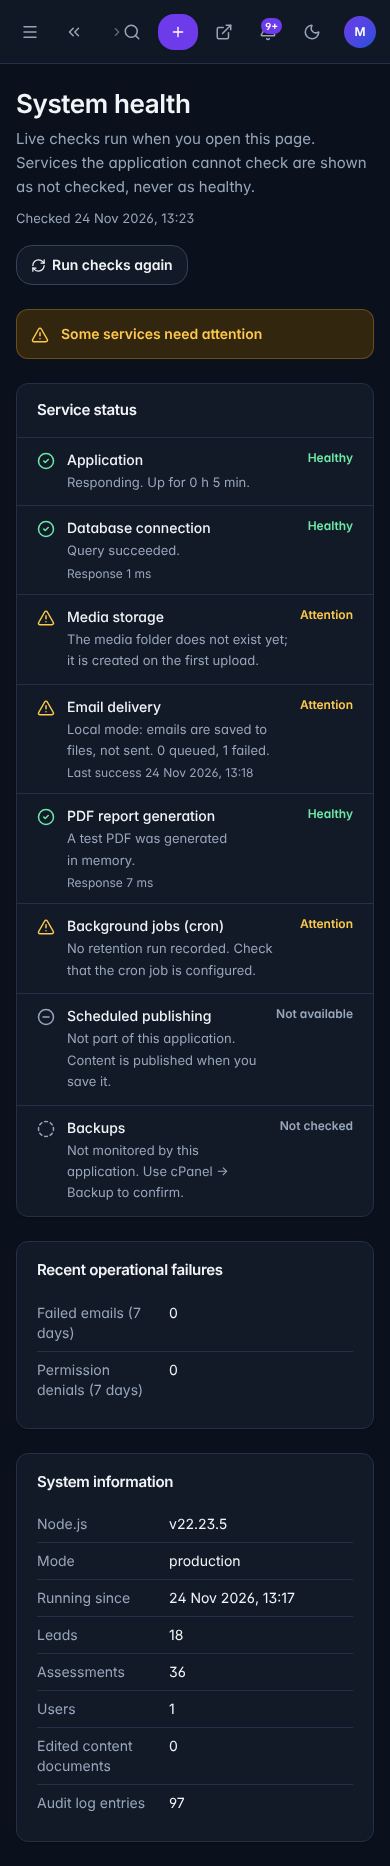 9+
M
System health
Live checks run when you open this page.
Services the application cannot check are shown
as not checked, never as healthy.
Checked 24 Nov 2026, 13:23
Run checks again
Some services need attention
Service status
Application
Healthy
Responding. Up for 0 h 5 min.
Database connection
Healthy
Query succeeded.
Response 1 ms
Media storage
Attention
The media folder does not exist yet;
it is created on the first upload.
Email delivery
Attention
Local mode: emails are saved to
files, not sent. 0 queued, 1 failed.
Last success 24 Nov 2026, 13:18
PDF report generation
Healthy
A test PDF was generated
in memory.
Response 7 ms
Background jobs (cron)
Attention
No retention run recorded. Check
that the cron job is configured.
Scheduled publishing
Not available
Not part of this application.
Content is published when you
save it.
Backups
Not checked
Not monitored by this
application. Use cPanel →
Backup to confirm.
Recent operational failures
Failed emails (7
days)
0
Permission
denials (7 days)
0
System information
Node.js
v22.23.5
Mode
production
Running since
24 Nov 2026, 13:17
Leads
18
Assessments
36
Users
1
Edited content
documents
0
Audit log entries
97